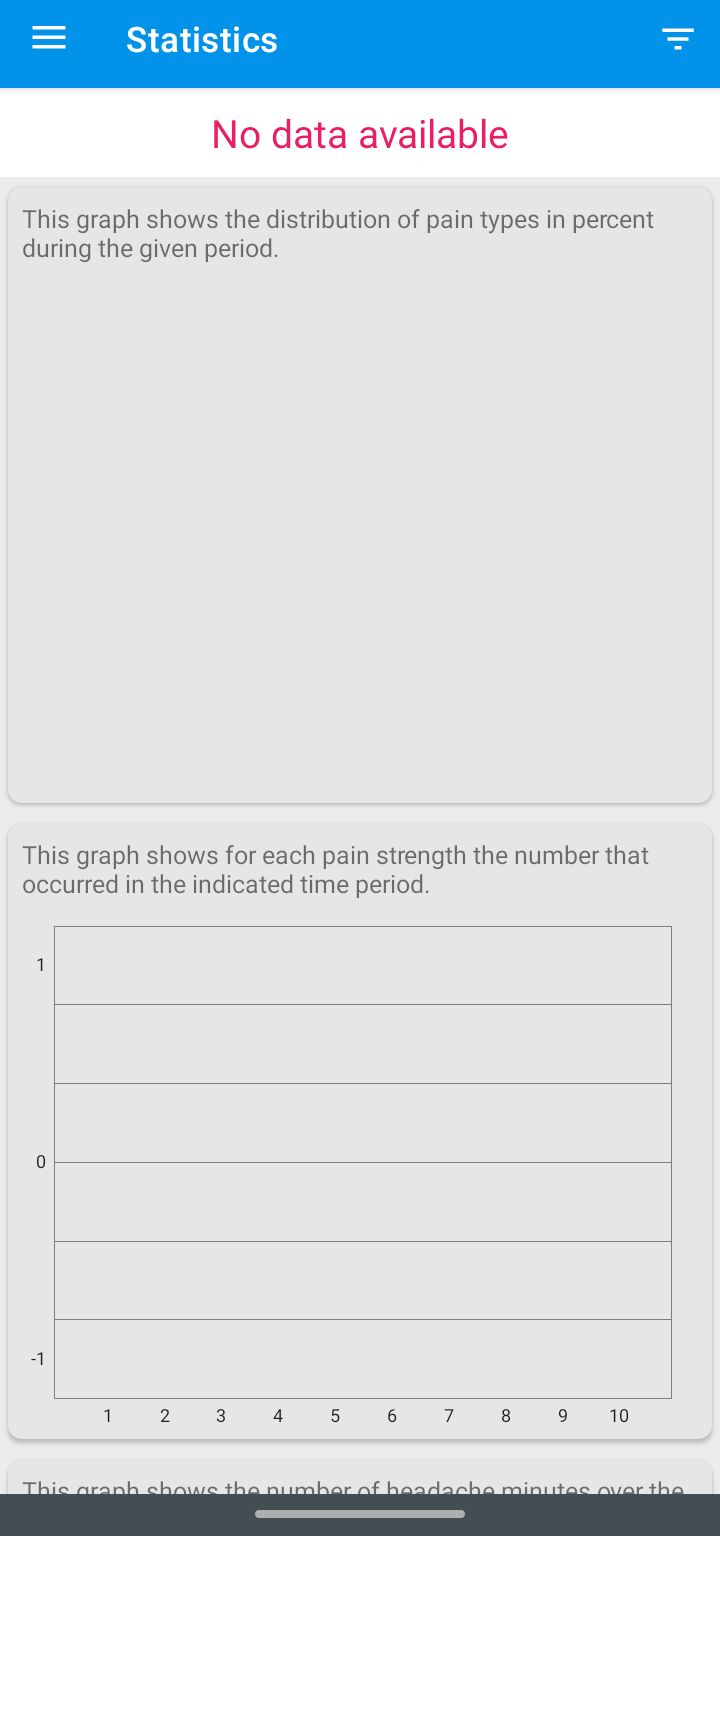 Statistics
No data available
This graph shows the distribution of pain types in percent
during the given period.
This graph shows for each pain strength the number that
occurred in the indicated time period.
1
0
-1
1 2 3 4 5 6 7 8 9 10
This graph shows the number of headache minutes over the